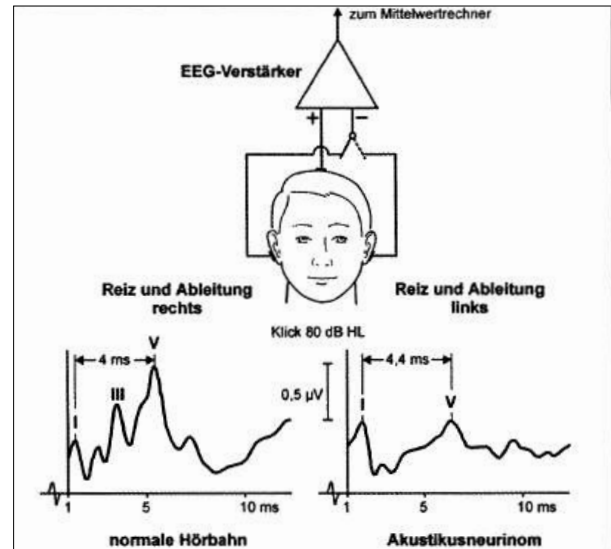 zum Mittelwertrechner
EEG-Verstärker
+ −
Reiz und Ableitung
rechts
Reiz und Ableitung
links
Klick 80 dB HL
V
4 ms
III
I
0,5 µV
4,4 ms
I
V
1 5 10 ms
normale Hörbahn
1 5 10 ms
Akustikusneurinom